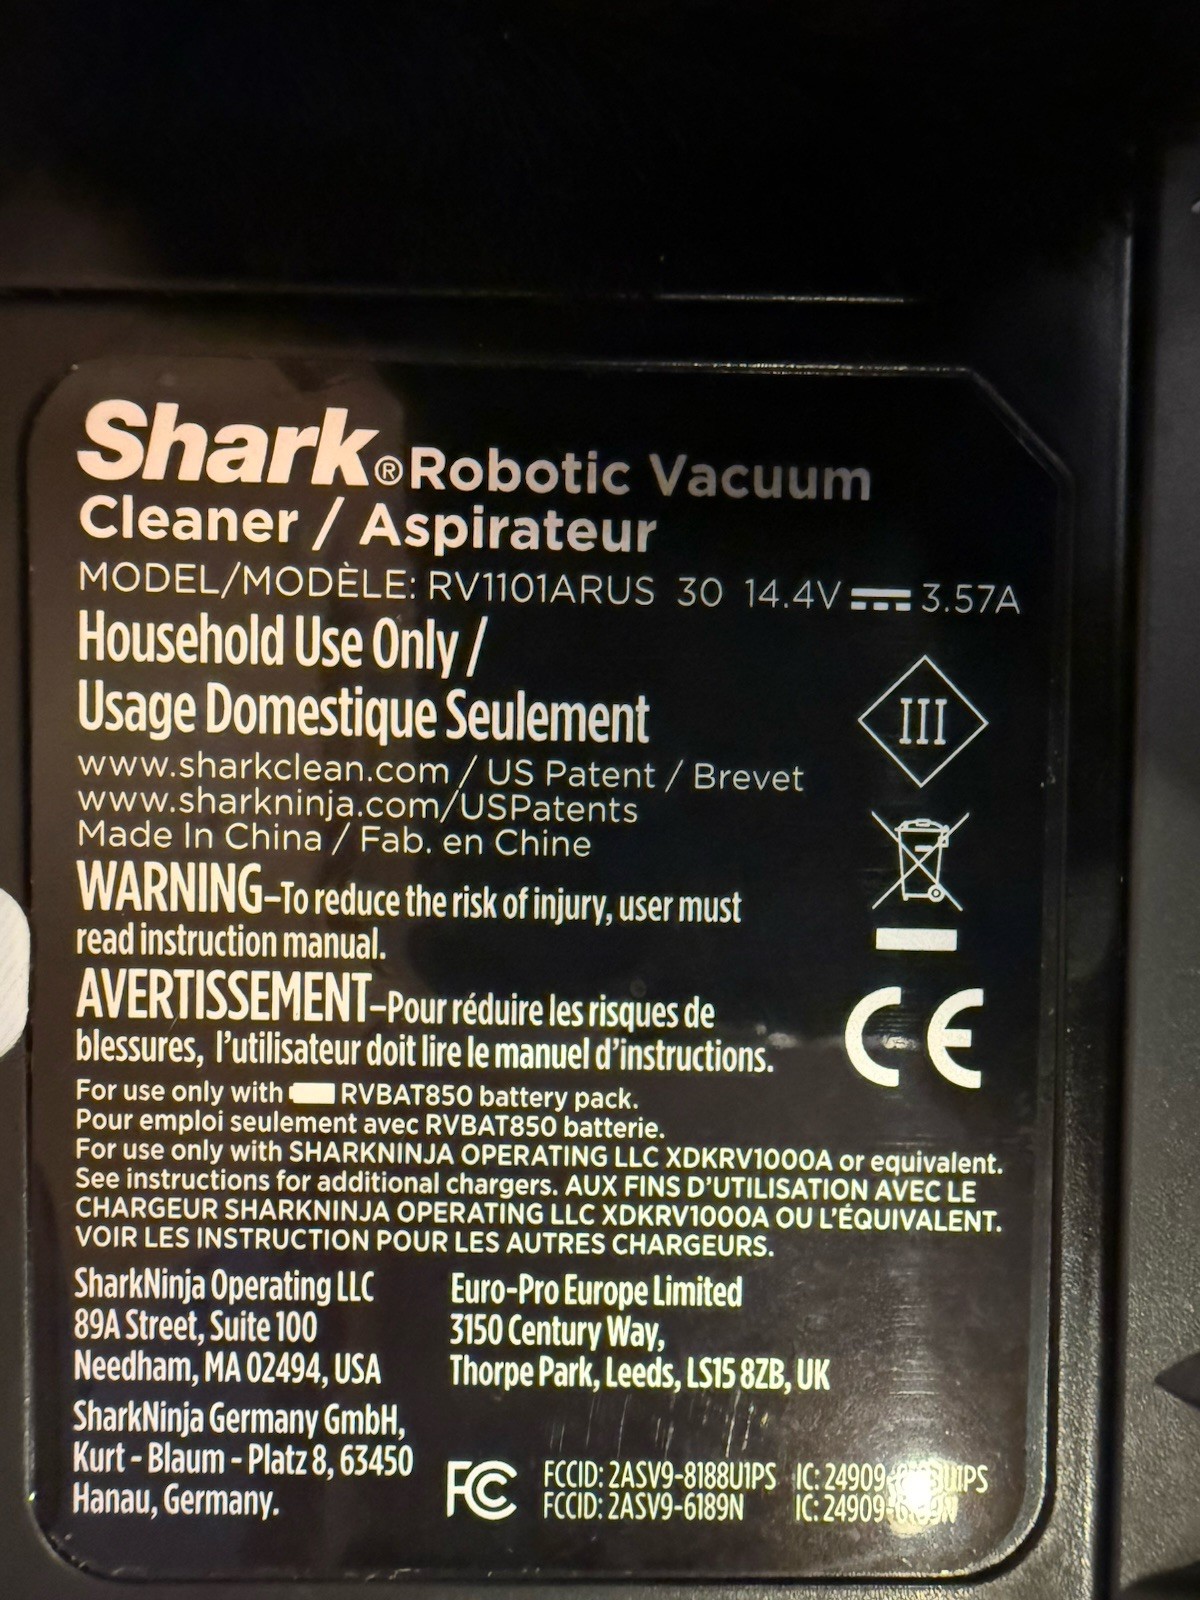 Shark® Robotic Vacuum
Cleaner / Aspirateur
MODEL/MODÈLE: RV1101ARUS 30 14.4V 3.57A
Household Use Only /
Usage Domestique Seulement
III
www.sharkclean.com / US Patent / Brevet
www.sharkninja.com/USPatents
Made In China / Fab. en Chine
WARNING–To reduce the risk of injury, user must
read instruction manual.
AVERTISSEMENT–Pour réduire les risques de
blessures, l'utilisateur doit lire le manuel d'instructions.
CE
For use only with RVBAT850 battery pack.
Pour emploi seulement avec RVBAT850 batterie.
For use only with SHARKNINJA OPERATING LLC XDKRV1000A or equivalent.
See instructions for additional chargers. AUX FINS D'UTILISATION AVEC LE
CHARGEUR SHARKNINJA OPERATING LLC XDKRV1000A OU L'ÉQUIVALENT.
VOIR LES INSTRUCTION POUR LES AUTRES CHARGEURS.
SharkNinja Operating LLC
89A Street, Suite 100
Needham, MA 02494, USA
Euro-Pro Europe Limited
3150 Century Way,
Thorpe Park, Leeds, LS15 8ZB, UK
SharkNinja Germany GmbH,
Kurt - Blaum - Platz 8, 63450
Hanau, Germany.
FC
FCCID: 2ASV9-8188U1PS IC:
FCCID: 2ASV9-6189N IC: